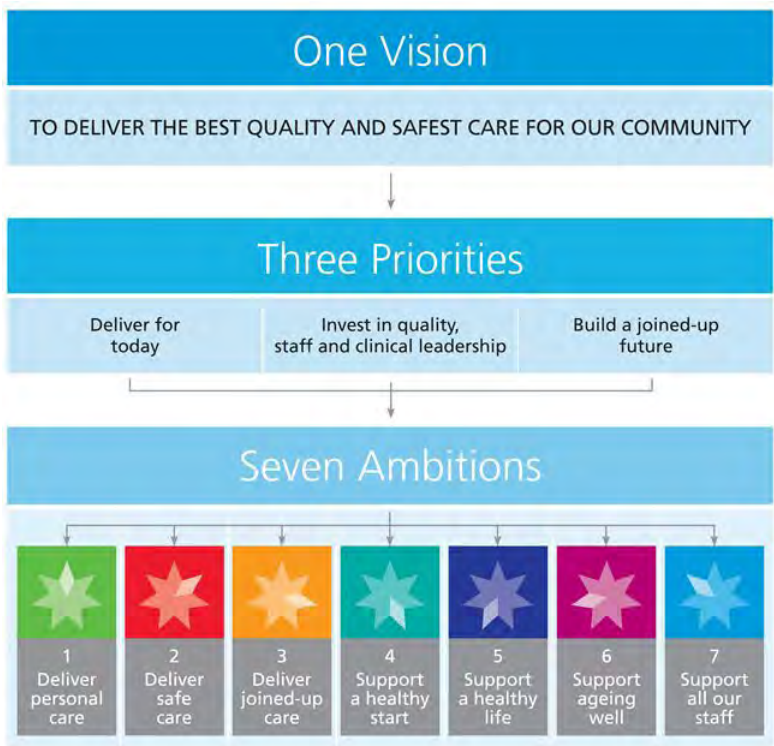 One Vision
TO DELIVER THE BEST QUALITY AND SAFEST CARE FOR OUR COMMUNITY
Three Priorities
Deliver for
today
Invest in quality,
staff and clinical leadership
Build a joined-up
future
Seven Ambitions
1
Deliver
personal
care
2
Deliver
safe
care
3
Deliver
joined-up
care
4
Support
a healthy
start
5
Support
a healthy
life
6
Support
ageing
well
7
Support
all our
staff